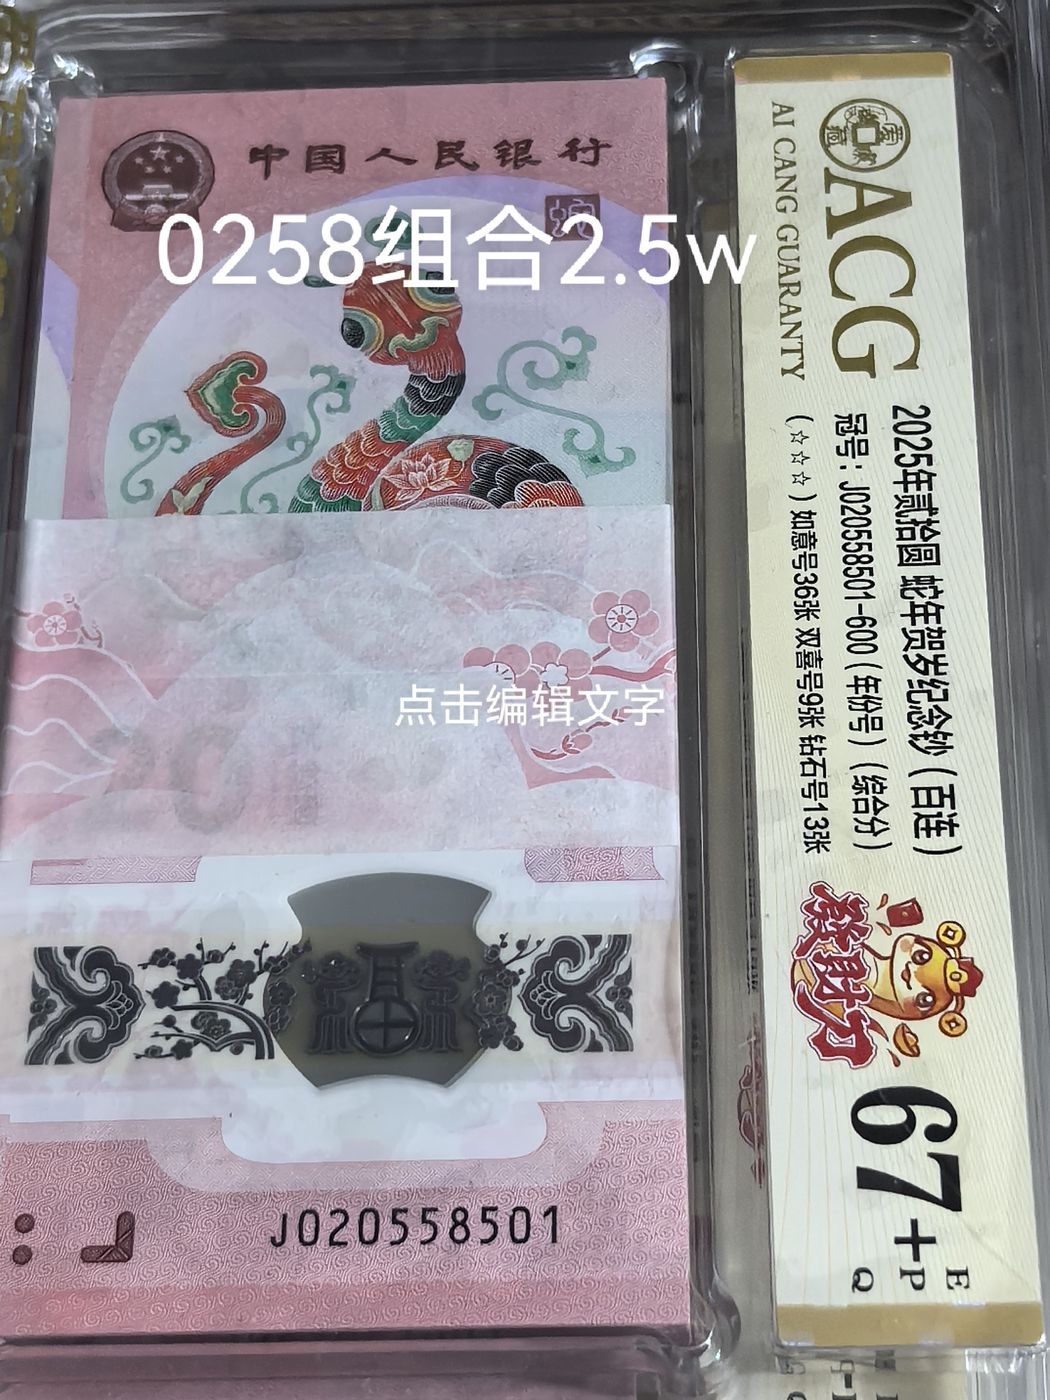 中国人民银行
蛇
0258组合2.5w
点击编辑文字
J020558501
ACG
AI CANG GUARANTY
2025年贰拾圆 蛇年贺岁纪念钞（百连）
冠号：J020558501-600（年份号）（综合分）
（☆☆☆）如意号36张 双喜号9张 钻石号13张
發财
67+
E
P
Q